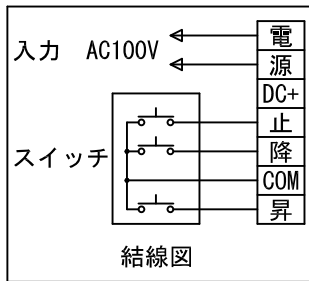 電
入力 AC100V
源
DC+
止
スイッチ
降
COM
昇
結線図